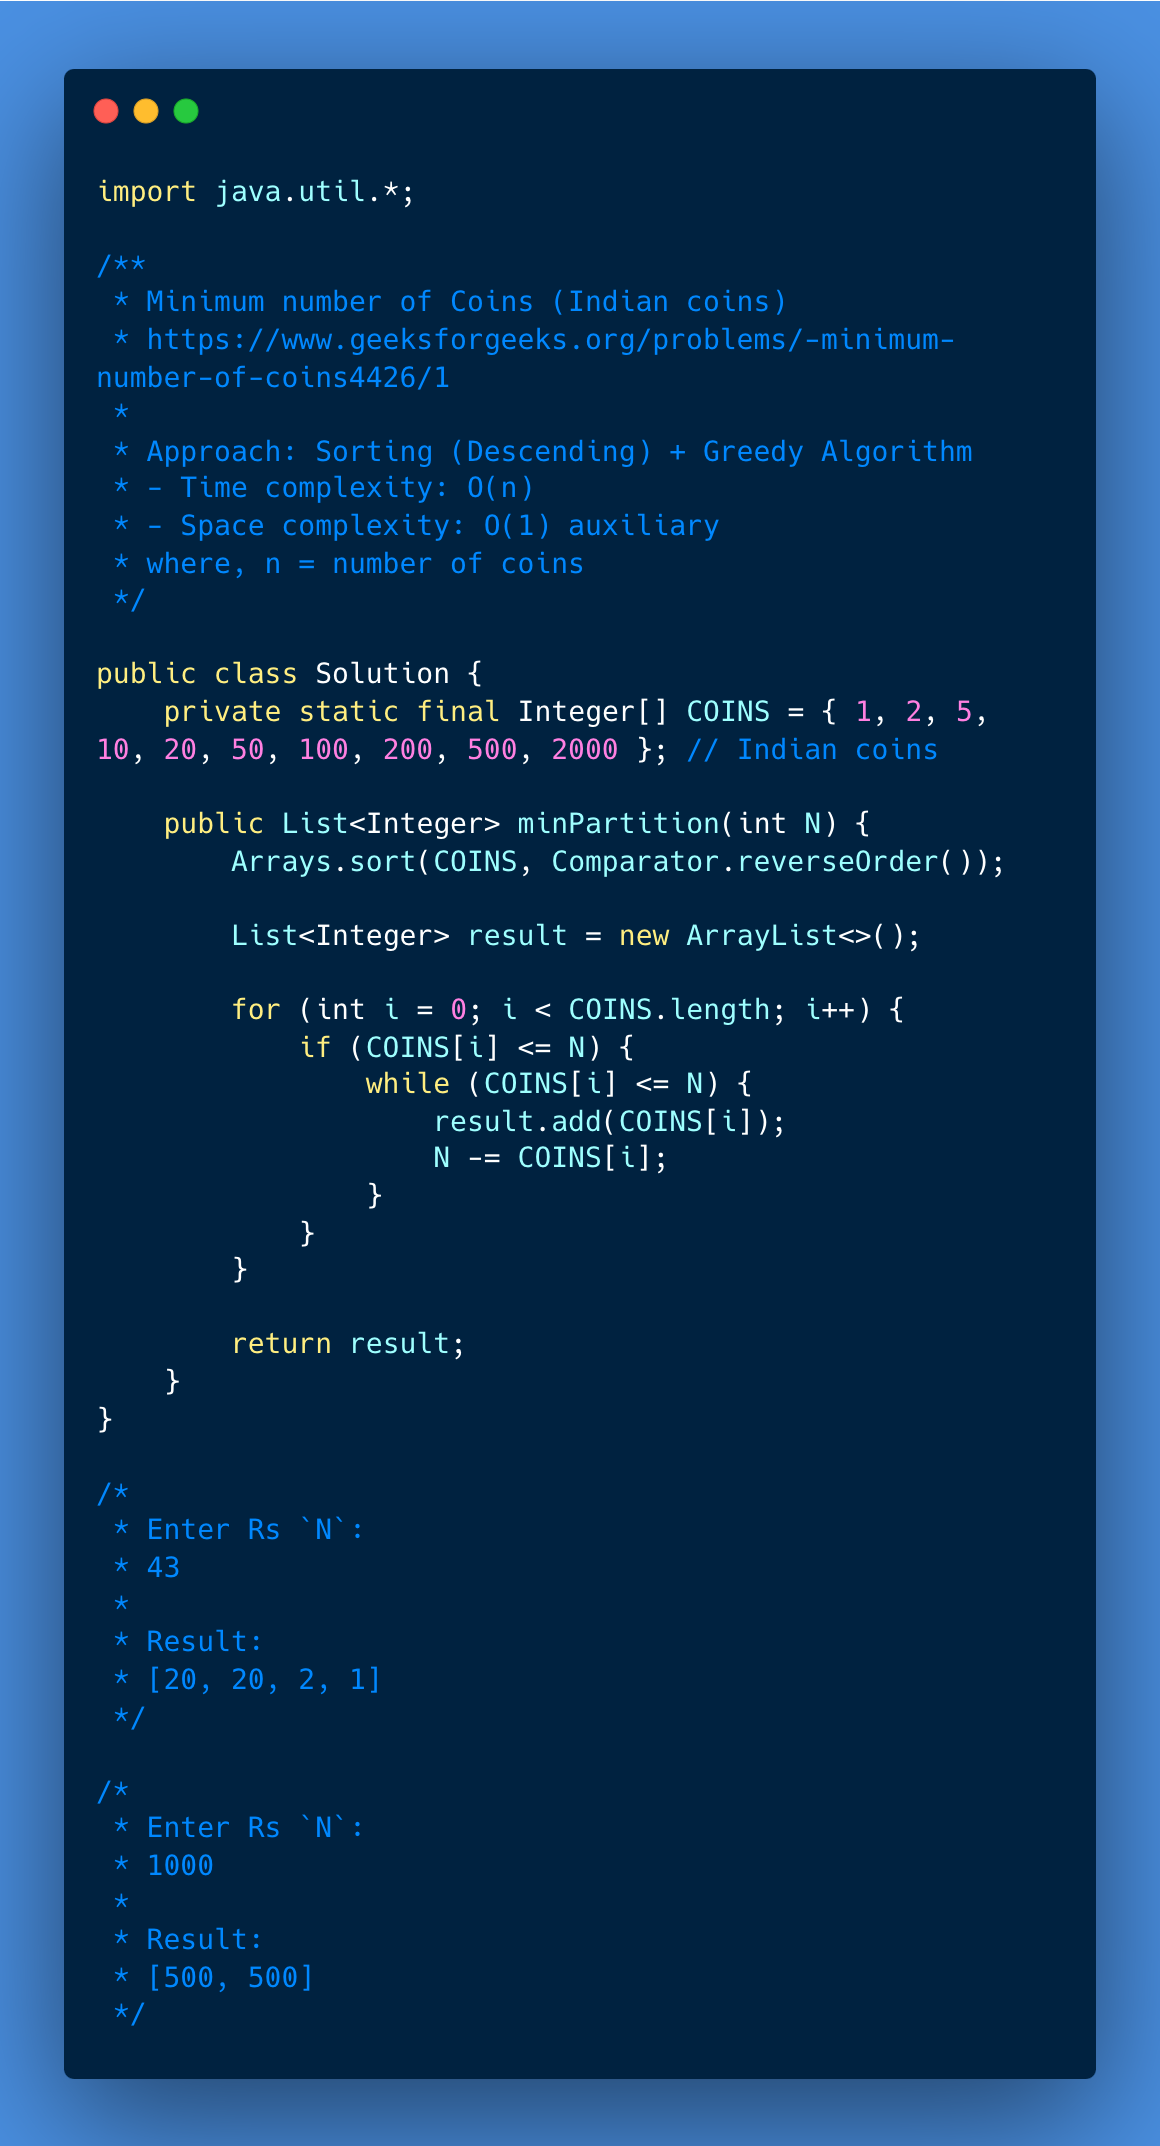 import java.util.*;

/**
 * Minimum number of Coins (Indian coins)
 * https://www.geeksforgeeks.org/problems/-minimum-
number-of-coins4426/1
 *
 * Approach: Sorting (Descending) + Greedy Algorithm
 * - Time complexity: O(n)
 * - Space complexity: O(1) auxiliary
 * where, n = number of coins
 */

public class Solution {
    private static final Integer[] COINS = { 1, 2, 5,
10, 20, 50, 100, 200, 500, 2000 }; // Indian coins

    public List<Integer> minPartition(int N) {
        Arrays.sort(COINS, Comparator.reverseOrder());

        List<Integer> result = new ArrayList<>();

        for (int i = 0; i < COINS.length; i++) {
            if (COINS[i] <= N) {
                while (COINS[i] <= N) {
                    result.add(COINS[i]);
                    N -= COINS[i];
                }
            }
        }

        return result;
    }
}

/*
 * Enter Rs `N`:
 * 43
 *
 * Result:
 * [20, 20, 2, 1]
 */

/*
 * Enter Rs `N`:
 * 1000
 *
 * Result:
 * [500, 500]
 */